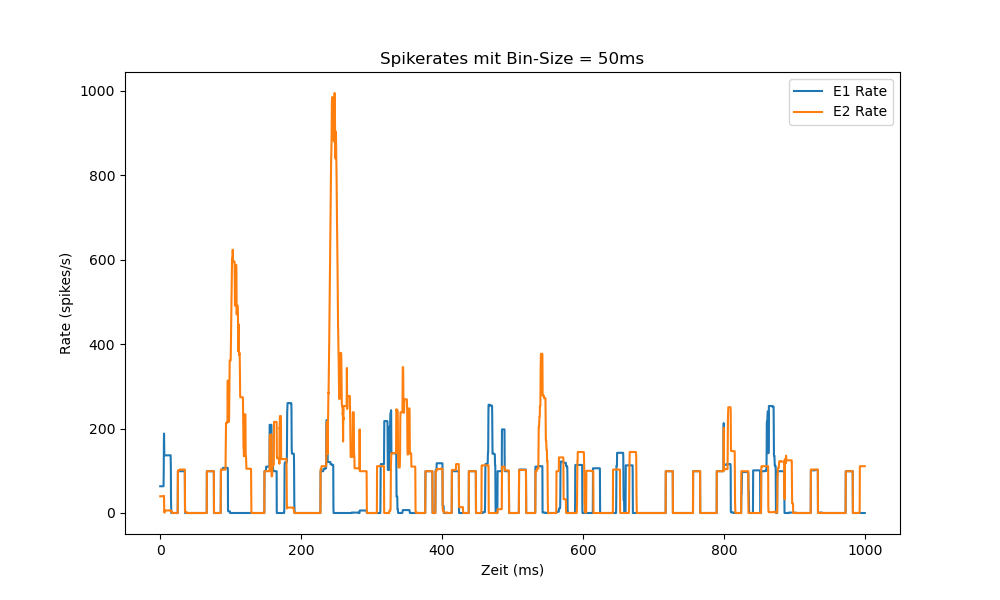 Spikerates mit Bin-Size = 50ms
E1 Rate
E2 Rate
1000
800
600
400
200
0
Rate (spikes/s)
0 200 400 600 800 1000
Zeit (ms)